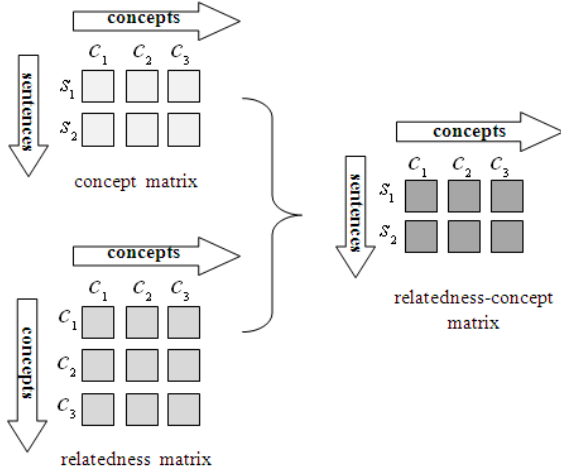 concepts
C1 C2 C3
sentences
S1
S2
concept matrix
concepts
C1 C2 C3
concepts
C1
C2
C3
relatedness matrix
concepts
C1 C2 C3
sentences
S1
S2
relatedness-concept
matrix